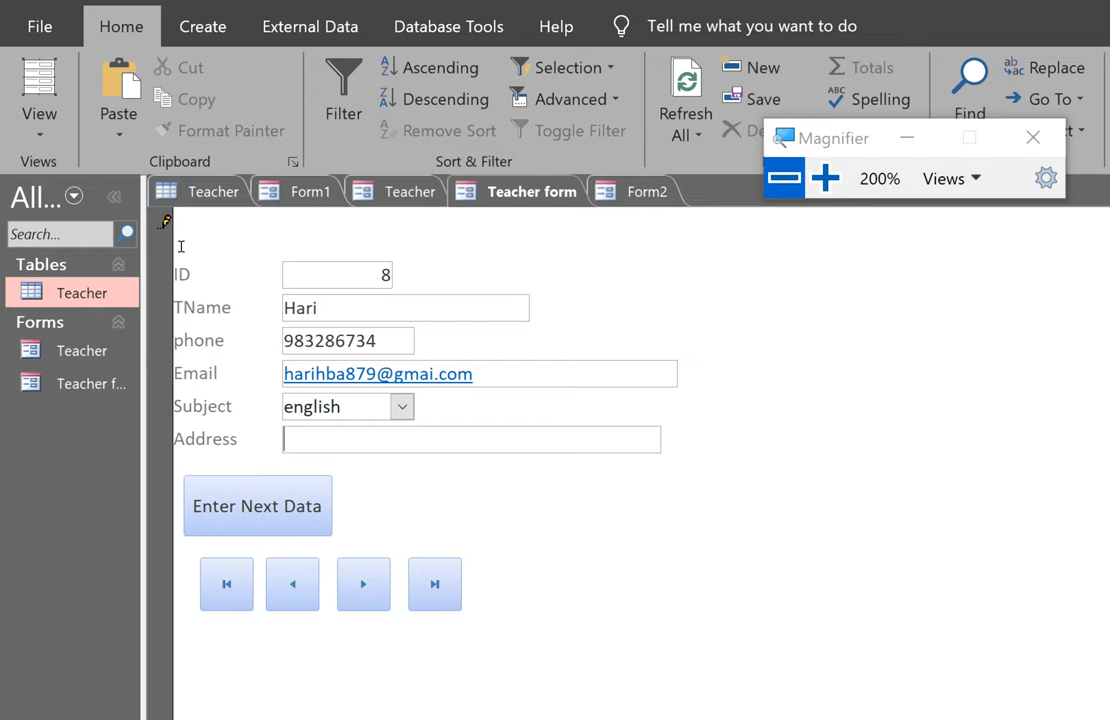 File Home Create External Data Database Tools Help Tell me what you want to do
Cut Ascending Selection New Totals Replace
Copy Descending Advanced Save Spelling Go To
View Paste Format Painter Filter Remove Sort Toggle Filter Refresh All De Find
Views Clipboard Sort & Filter
Magnifier
200% Views
All... Teacher Form1 Teacher Teacher form Form2
Search...
Tables
Teacher
Forms
Teacher
Teacher f...
ID 8
TName Hari
phone 983286734
Email harihba879@gmai.com
Subject english
Address
Enter Next Data